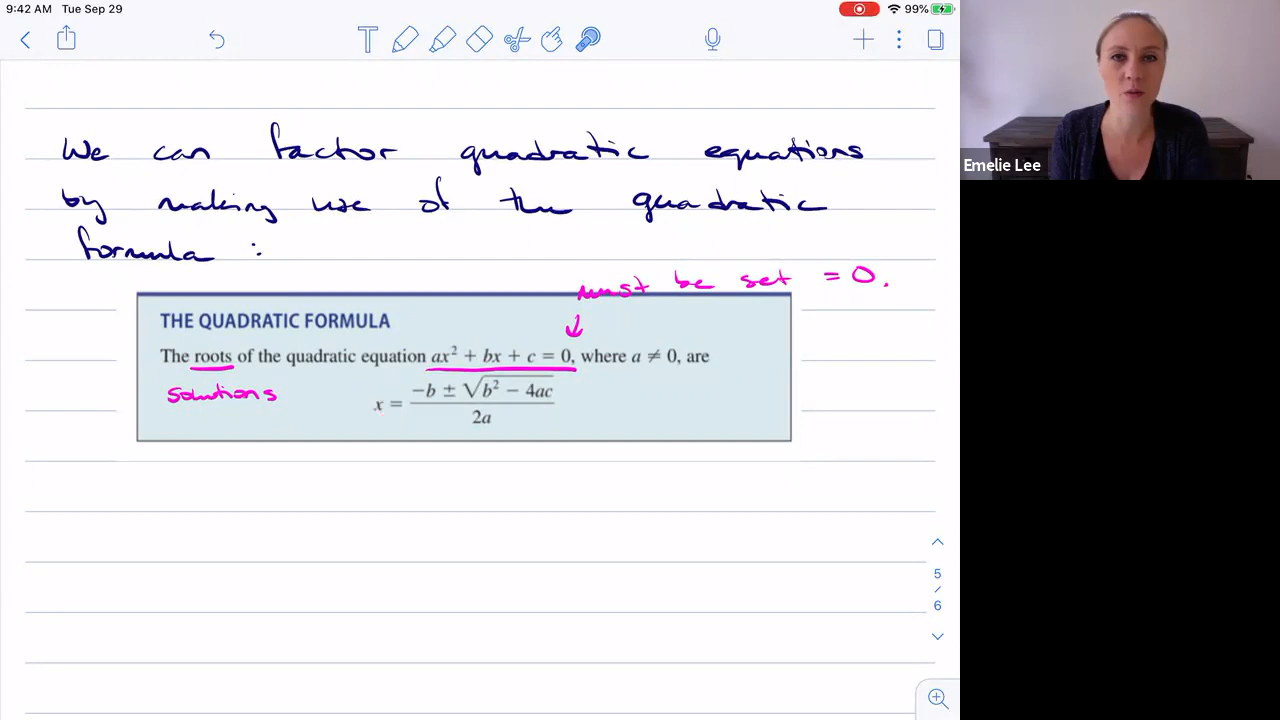 9:42 AM Tue Sep 29
99%
We can factor quadratic equations
by making use of the quadratic
formula :
must be set = 0.
THE QUADRATIC FORMULA
The roots of the quadratic equation ax² + bx + c = 0, where a ≠ 0, are
solutions
x = (-b ± √(b² − 4ac)) / 2a
Emelie Lee
5
/
6